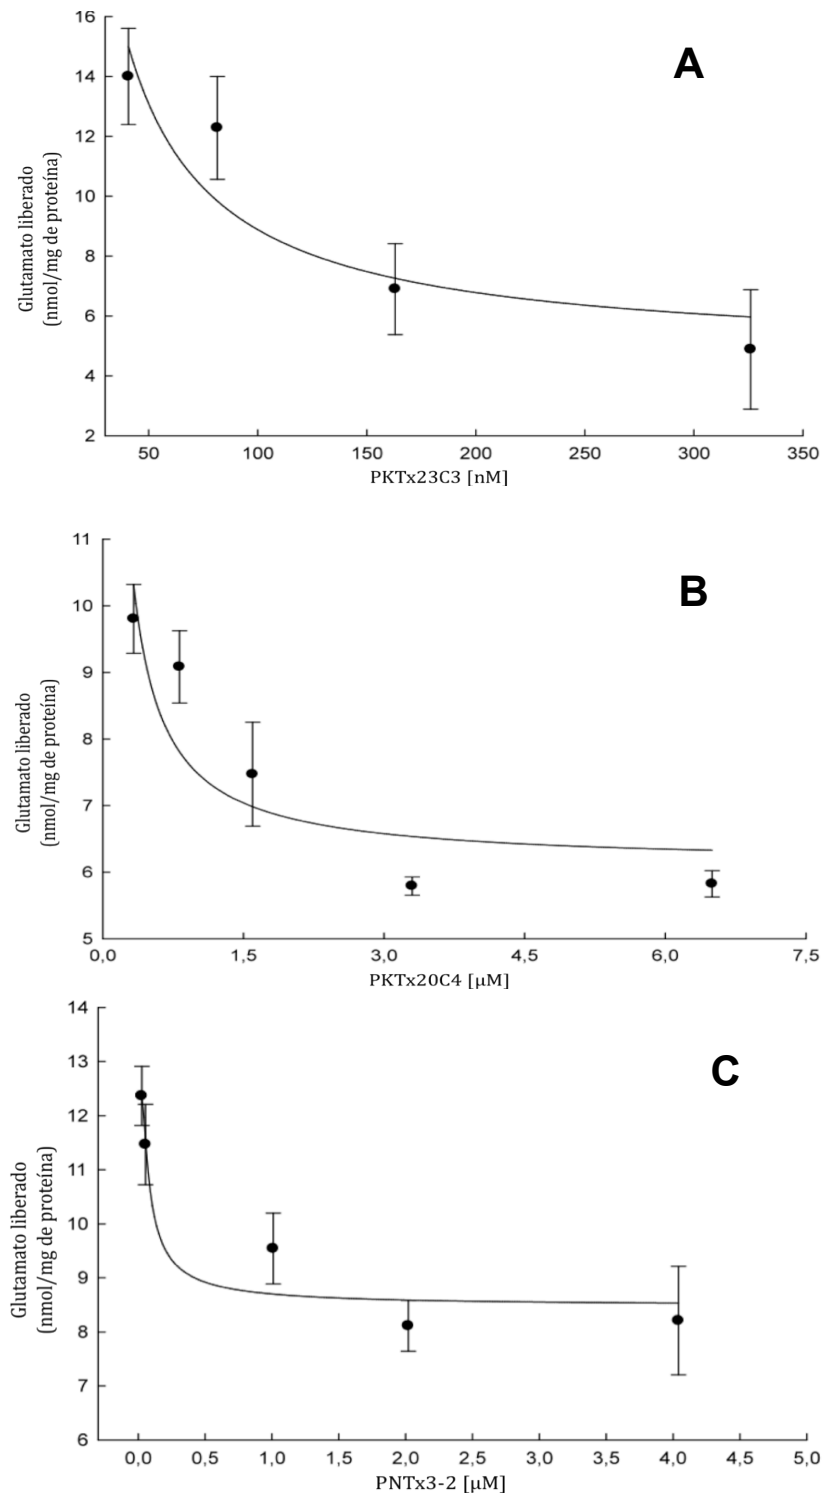 A
16
14
12
10
8
6
4
2
Glutamato liberado
(nmol/mg de proteína)
50 100 150 200 250 300 350
PKTx23C3 [nM]
B
11
10
9
8
7
6
5
Glutamato liberado
(nmol/mg de proteína)
0,0 1,5 3,0 4,5 6,0 7,5
PKTx20C4 [µM]
C
14
13
12
11
10
9
8
7
6
Glutamato liberado
(nmol/mg de proteína)
0,0 0,5 1,0 1,5 2,0 2,5 3,0 3,5 4,0 4,5 5,0
PNTx3-2 [µM]